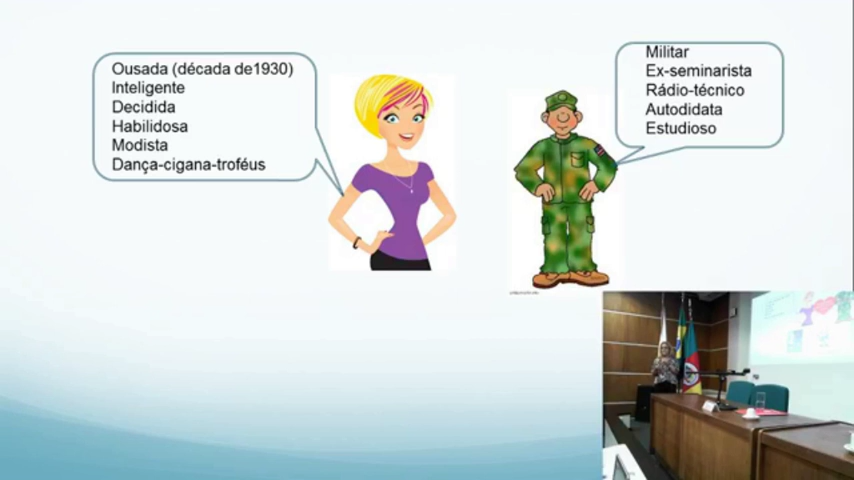 Ousada (década de1930)
Inteligente
Decidida
Habilidosa
Modista
Dança-cigana-troféus
Militar
Ex-seminarista
Rádio-técnico
Autodidata
Estudioso